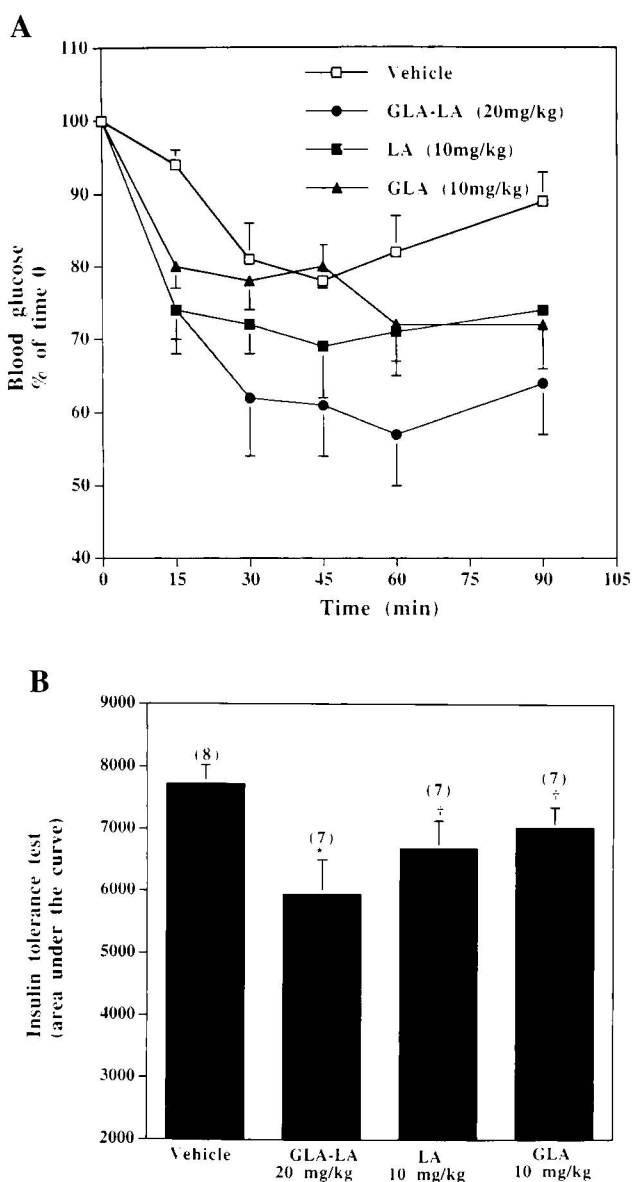 A
110
100
90
80
70
60
50
40
Blood glucose
% of time 0
Vehicle
GLA-LA (20mg/kg)
LA (10mg/kg)
GLA (10mg/kg)
0 15 30 45 60 75 90 105
Time (min)
B
9000
8000
7000
6000
5000
4000
3000
2000
Insulin tolerance test
(area under the curve)
(8)
(7)
*
(7)
†
(7)
†
Vehicle GLA-LA LA GLA
20 mg/kg 10 mg/kg 10 mg/kg